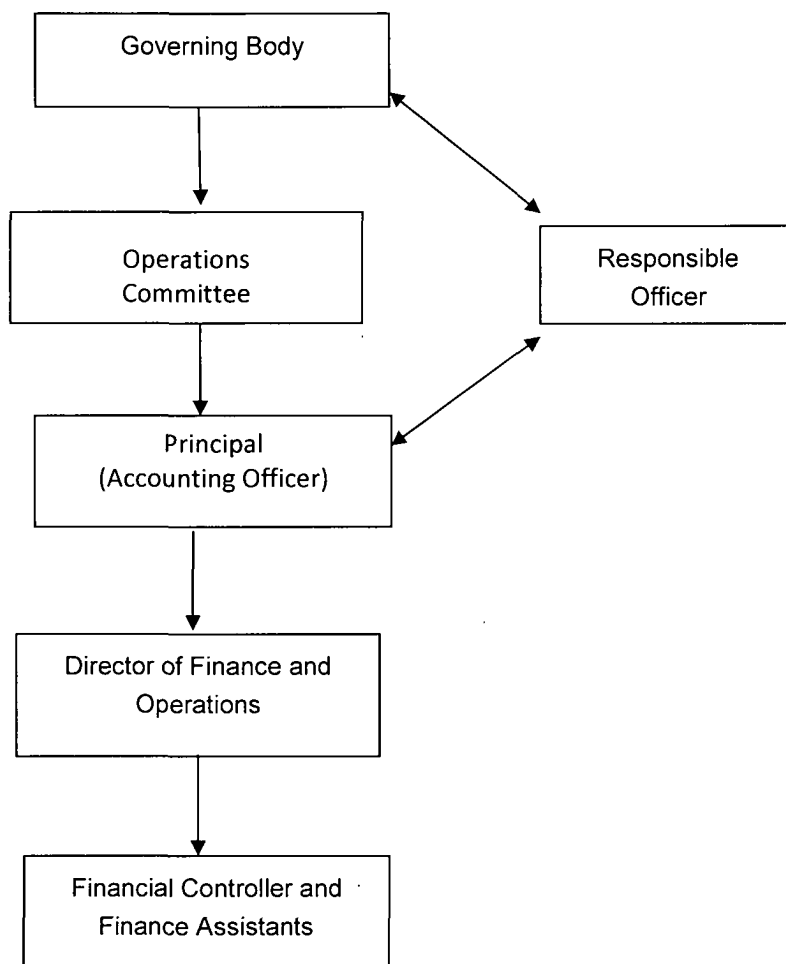 Governing Body
Operations
Committee
Responsible
Officer
Principal
(Accounting Officer)
Director of Finance and
Operations
Financial Controller and
Finance Assistants